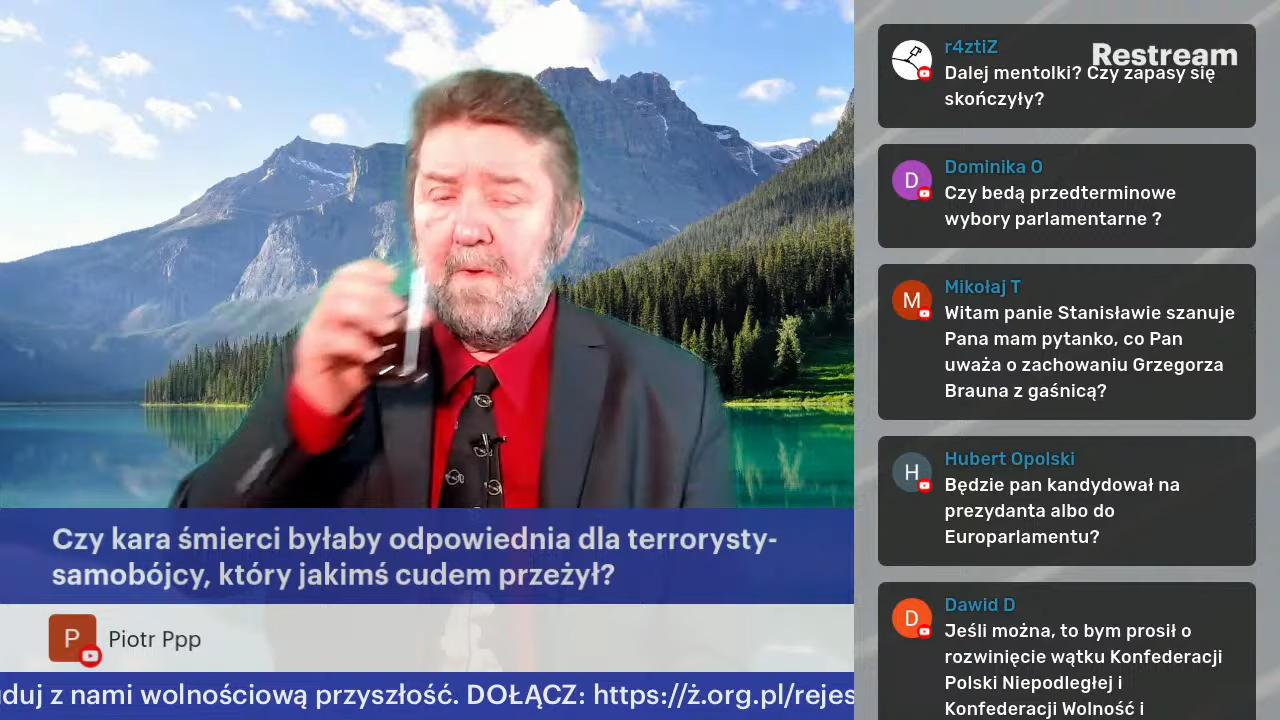 Czy kara śmierci byłaby odpowiednia dla terrorysty-
samobójcy, który jakimś cudem przeżył?
P
Piotr Ppp
duj z nami wolnościową przyszłość. DOŁĄCZ: https://ż.org.pl/rejes
Restream
r4ztiZ
Dalej mentolki? Czy zapasy się
skończyły?
D
Dominika O
Czy bedą przedterminowe
wybory parlamentarne ?
M
Mikołaj T
Witam panie Stanisławie szanuje
Pana mam pytanko, co Pan
uważa o zachowaniu Grzegorza
Brauna z gaśnicą?
H
Hubert Opolski
Będzie pan kandydował na
prezydanta albo do
Europarlamentu?
D
Dawid D
Jeśli można, to bym prosił o
rozwinięcie wątku Konfederacji
Polski Niepodległej i
Konfederacji Wolność i